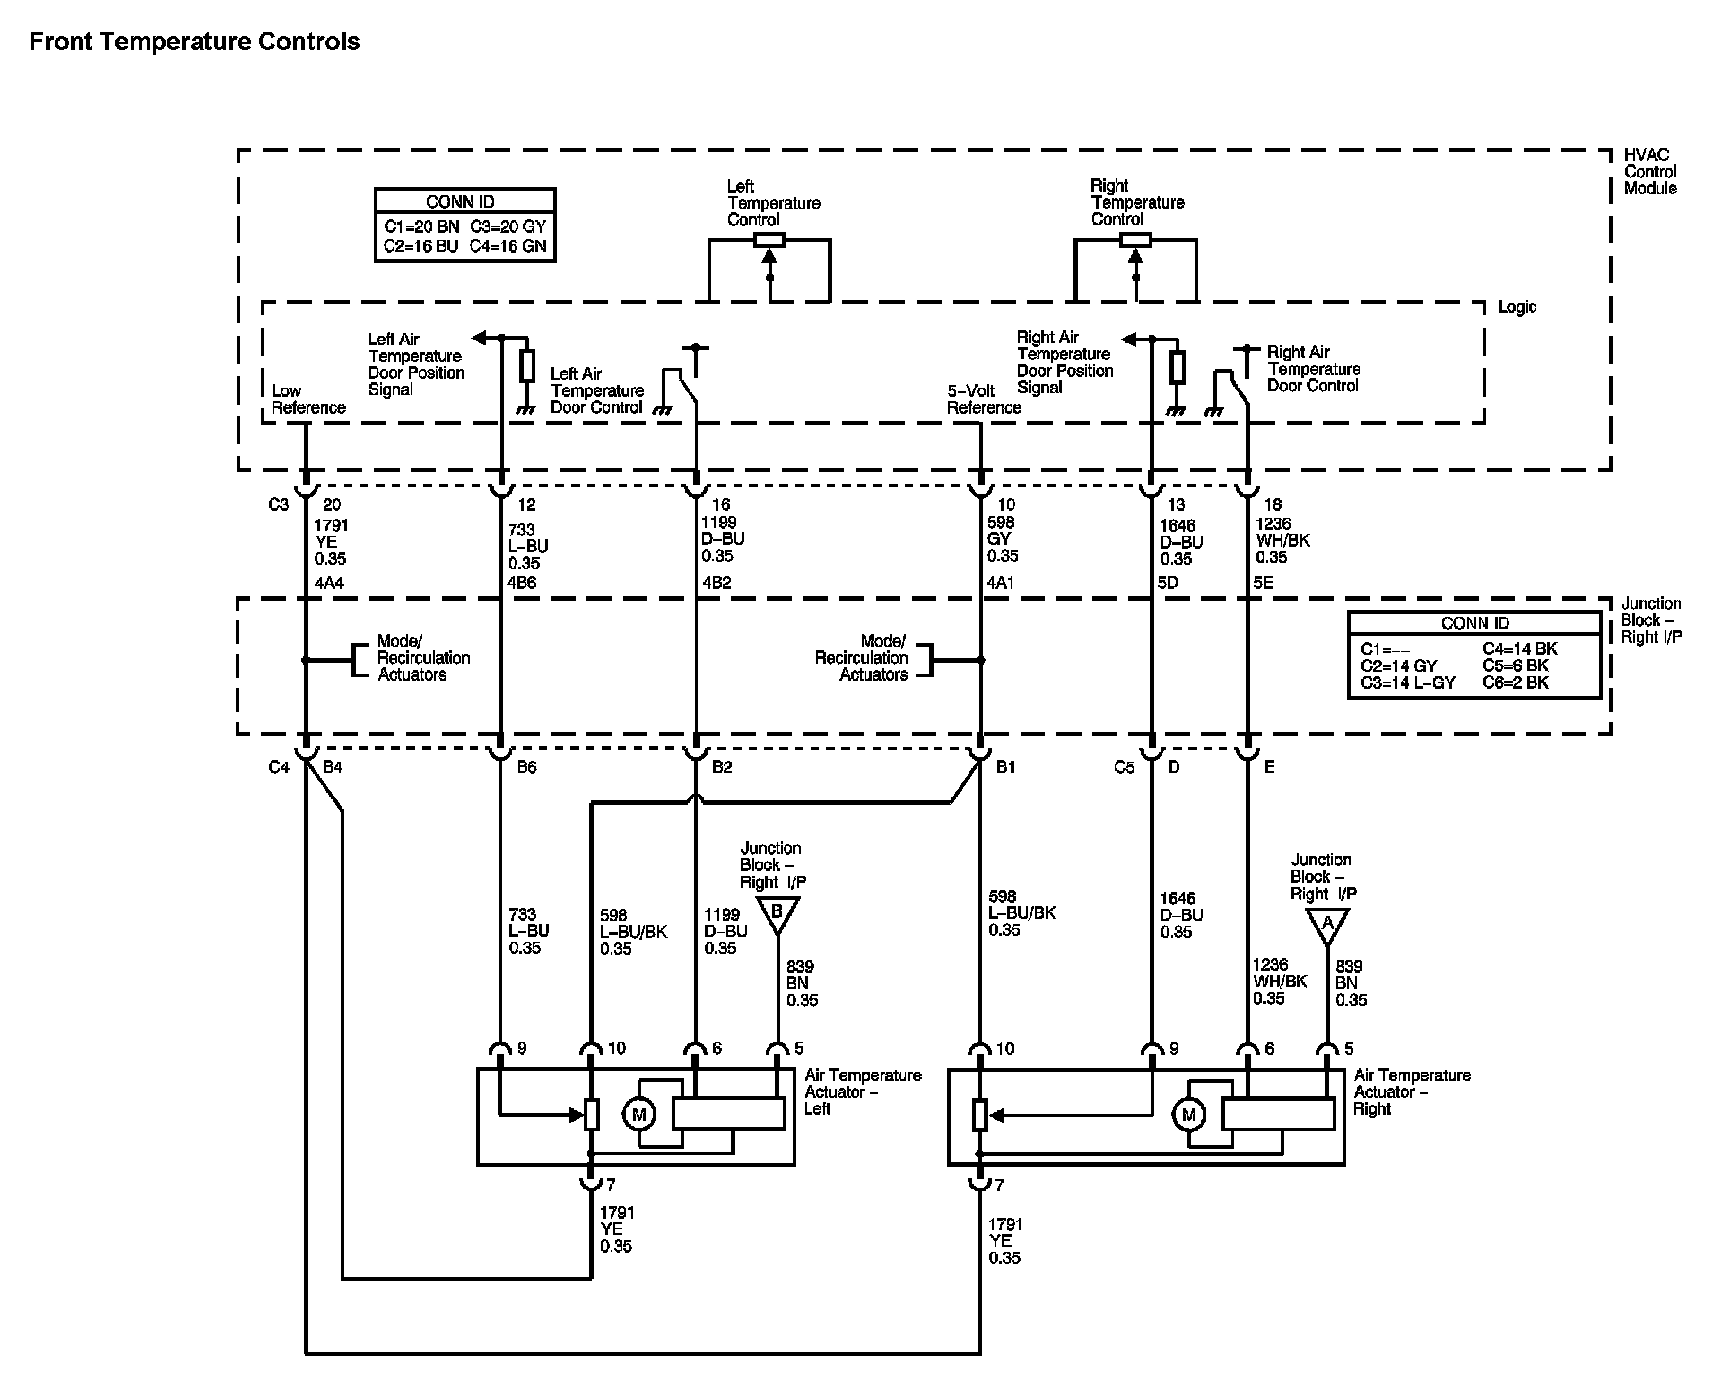 Front Temperature Controls
HVAC
Control
Module
CONN ID
C1=20 BN C3=20 GY
C2=16 BU C4=16 GN
Left
Temperature
Control
Right
Temperature
Control
Logic
Low
Reference
Left Air
Temperature
Door Position
Signal
Left Air
Temperature
Door Control
5-Volt
Reference
Right Air
Temperature
Door Position
Signal
Right Air
Temperature
Door Control
C3 20 12 16 10 13 18
1791
YE
0.35
733
L-BU
0.35
1199
D-BU
0.35
598
GY
0.35
1646
D-BU
0.35
1236
WH/BK
0.35
4A4 4B6 4B2 4A1 5D 5E
Junction
Block -
Right I/P
Mode/
Recirculation
Actuators
Mode/
Recirculation
Actuators
CONN ID
C1=-- C4=14 BK
C2=14 GY C5=6 BK
C3=14 L-GY C6=2 BK
C4 B4 B6 B2 B1 C5 D E
Junction
Block -
Right I/P
B
Junction
Block -
Right I/P
A
733
L-BU
0.35
598
L-BU/BK
0.35
1199
D-BU
0.35
839
BN
0.35
598
L-BU/BK
0.35
1646
D-BU
0.35
1236
WH/BK
0.35
839
BN
0.35
9 10 6 5 10 9 6 5
Air Temperature
Actuator -
Left
M
Air Temperature
Actuator -
Right
M
7 7
1791
YE
0.35
1791
YE
0.35